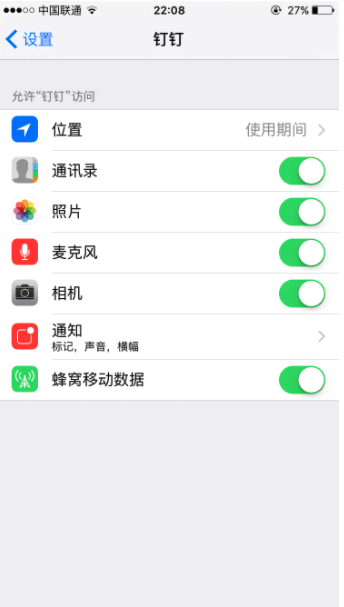 中国联通 22:08 27%
设置 钉钉
允许“钉钉”访问
位置 使用期间
通讯录
照片
麦克风
相机
通知
标记，声音，横幅
蜂窝移动数据